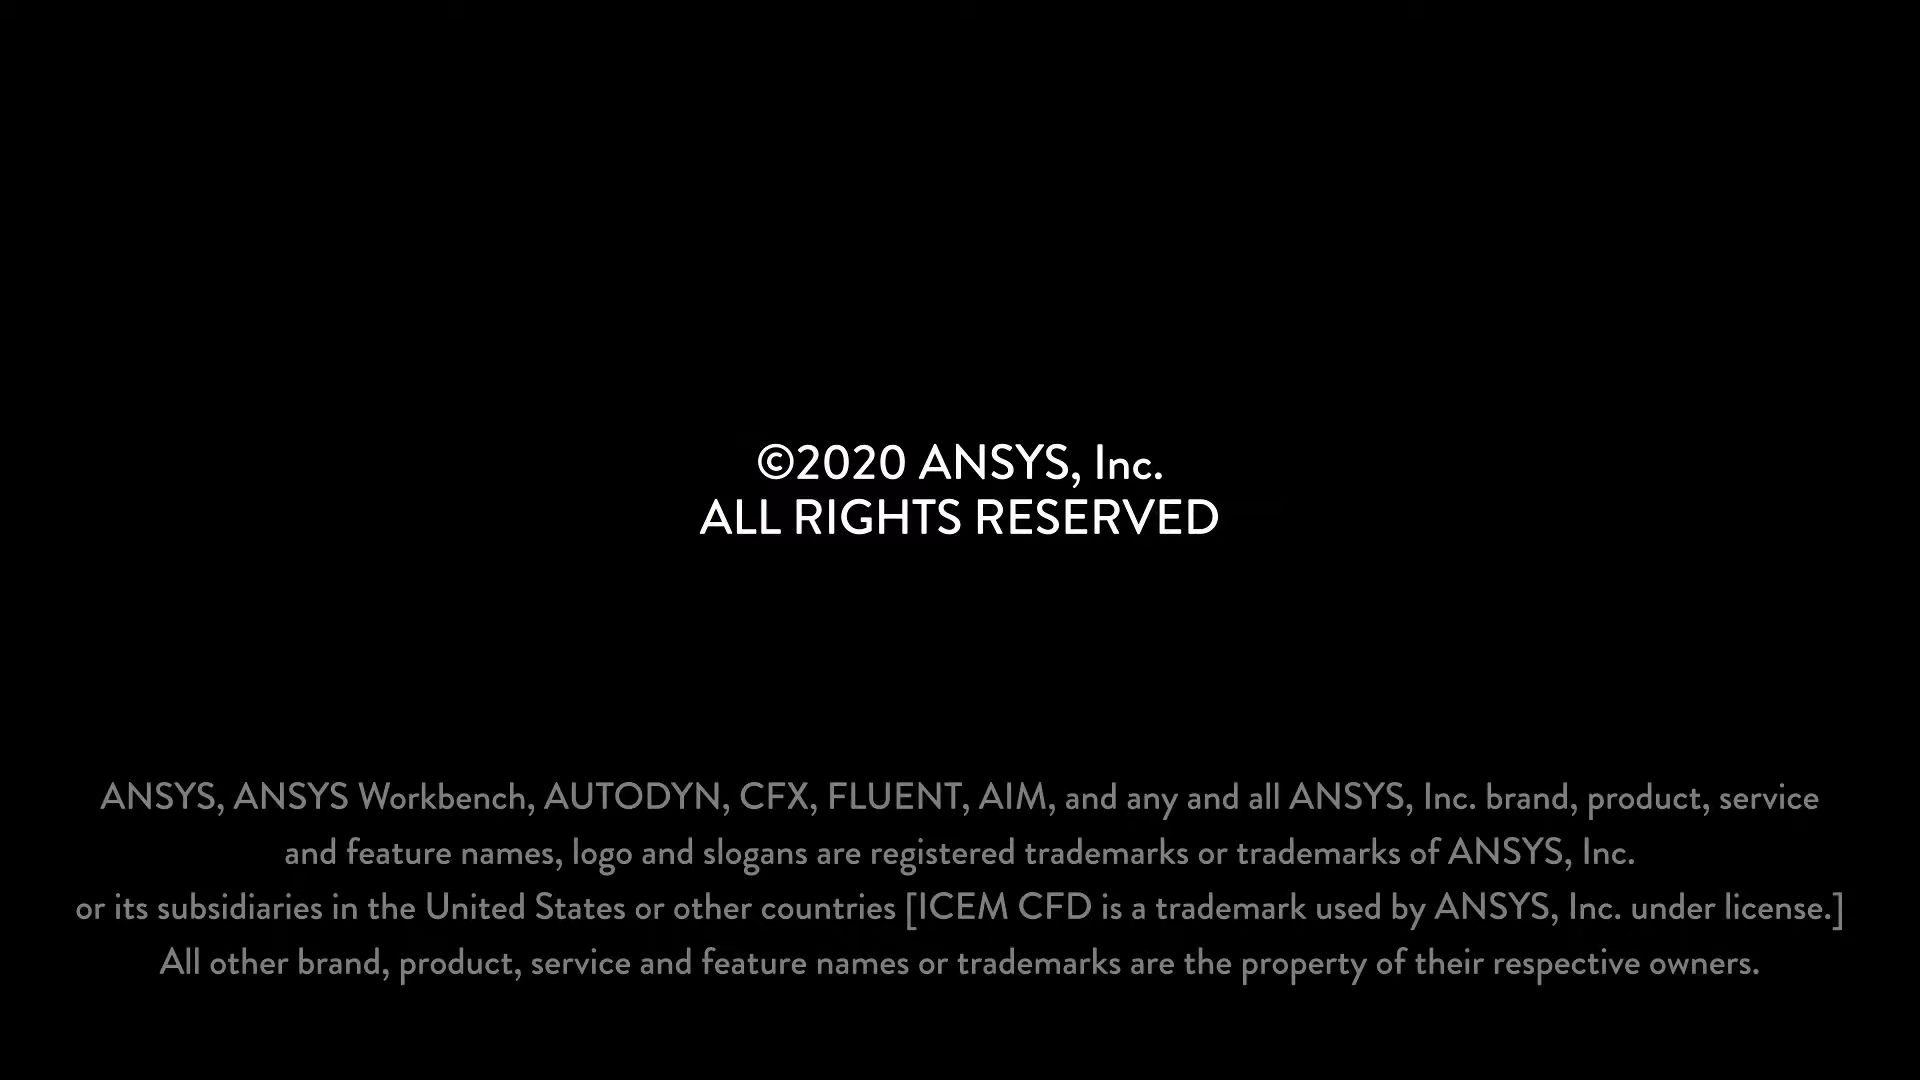 ©2020 ANSYS, Inc.
ALL RIGHTS RESERVED
ANSYS, ANSYS Workbench, AUTODYN, CFX, FLUENT, AIM, and any and all ANSYS, Inc. brand, product, service
and feature names, logo and slogans are registered trademarks or trademarks of ANSYS, Inc.
or its subsidiaries in the United States or other countries [ICEM CFD is a trademark used by ANSYS, Inc. under license.]
All other brand, product, service and feature names or trademarks are the property of their respective owners.